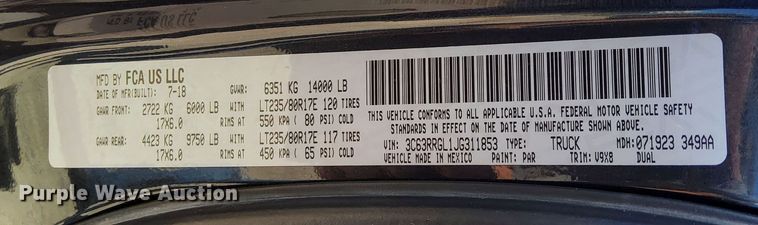 MFD BY FCA US LLC
DATE OF MFR(BUILT): 7-18 GVWR: 6351 KG 14000 LB
GAWR FRONT: 2722 KG 6000 LB WITH LT235/80R17E 120 TIRES
17X6.0 RIMS AT 550 KPA ( 80 PSI) COLD
GAWR REAR: 4423 KG 9750 LB WITH LT235/80R17E 117 TIRES
17X6.0 RIMS AT 450 KPA ( 65 PSI) COLD
THIS VEHICLE CONFORMS TO ALL APPLICABLE U.S.A. FEDERAL MOTOR VEHICLE SAFETY
STANDARDS IN EFFECT ON THE DATE OF MANUFACTURE SHOWN ABOVE.
VIN: 3C63RRGL1JG311853 TYPE: TRUCK MDH: 071923 349AA
VEHICLE MADE IN MEXICO PAINT: PAR TRIM: V9X8 DUAL
Purple Wave Auction